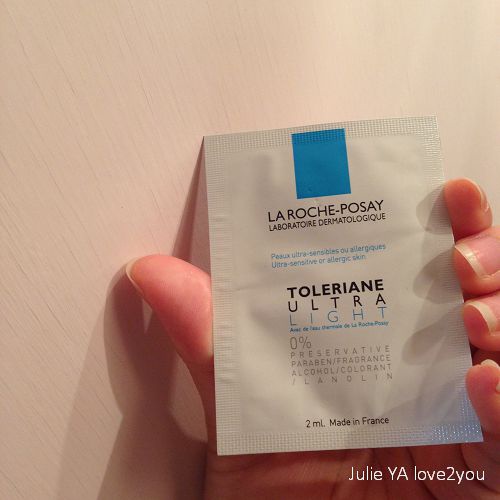 LA ROCHE-POSAY
LABORATOIRE DERMATOLOGIQUE
Peaux ultra-sensibles ou allergiques
Ultra-sensitive or allergic skin
TOLERIANE
ULTRA
LIGHT
Avec de l'eau thermale de La Roche-Posay
0%
PRESERVATIVE
PARABEN/FRAGRANCE
ALCOHOL/COLORANT
/LANOLIN
2 ml. Made in France
Julie YA love2you